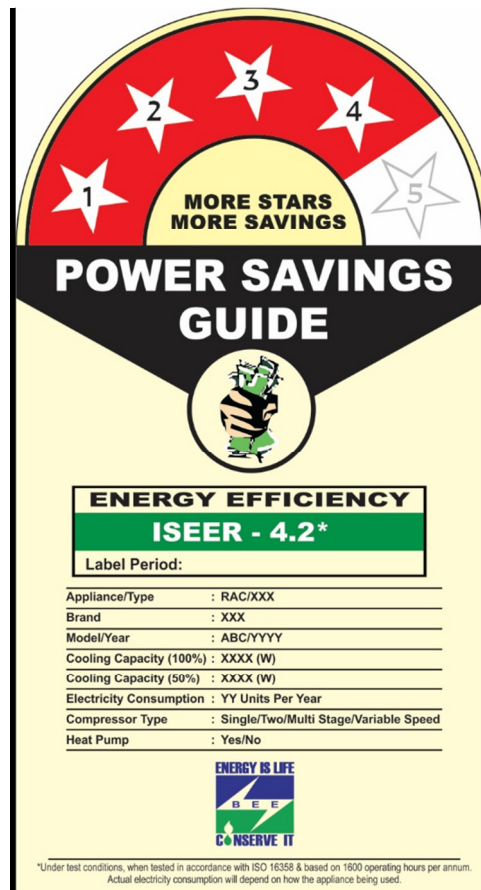 1 2 3 4 5
MORE STARS
MORE SAVINGS
POWER SAVINGS
GUIDE
ENERGY EFFICIENCY
ISEER - 4.2*
Label Period:
Appliance/Type : RAC/XXX
Brand : XXX
Model/Year : ABC/YYYY
Cooling Capacity (100%) : XXXX (W)
Cooling Capacity (50%) : XXXX (W)
Electricity Consumption : YY Units Per Year
Compressor Type : Single/Two/Multi Stage/Variable Speed
Heat Pump : Yes/No
ENERGY IS LIFE
BEE
CONSERVE IT
*Under test conditions, when tested in accordance with ISO 16358 & based on 1600 operating hours per annum.
Actual electricity consumption will depend on how the appliance being used.